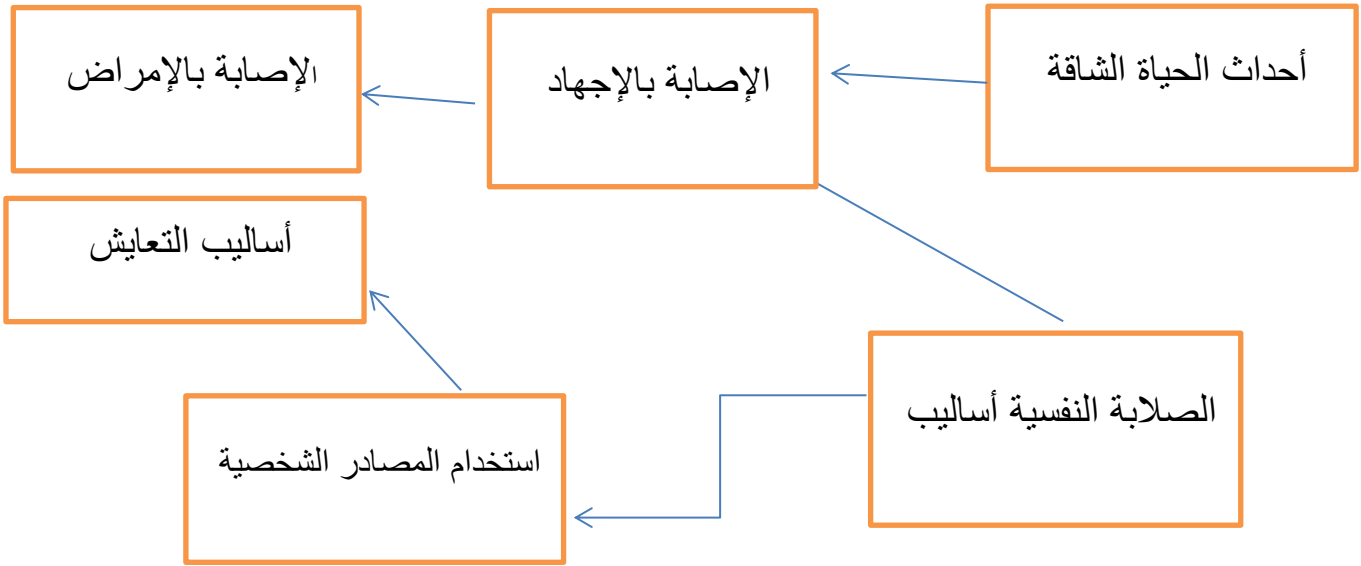 أحداث الحياة الشاقة
الإصابة بالإجهاد
الإصابة بالإمراض
أساليب التعايش
الصلابة النفسية أساليب
استخدام المصادر الشخصية